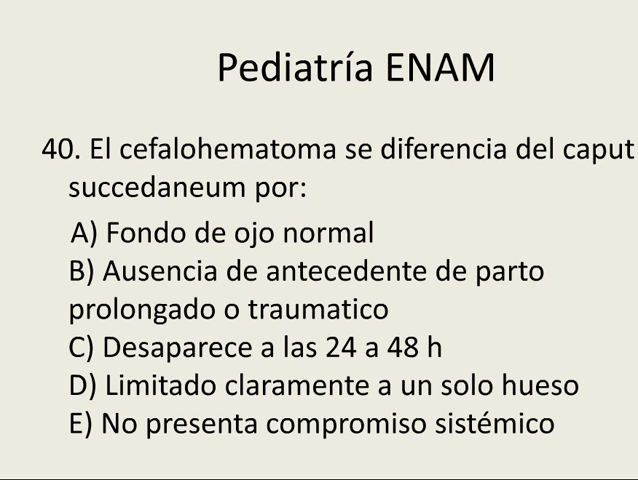 Pediatría ENAM
40. El cefalohematoma se diferencia del caput
succedaneum por:
A) Fondo de ojo normal
B) Ausencia de antecedente de parto
prolongado o traumatico
C) Desaparece a las 24 a 48 h
D) Limitado claramente a un solo hueso
E) No presenta compromiso sistémico